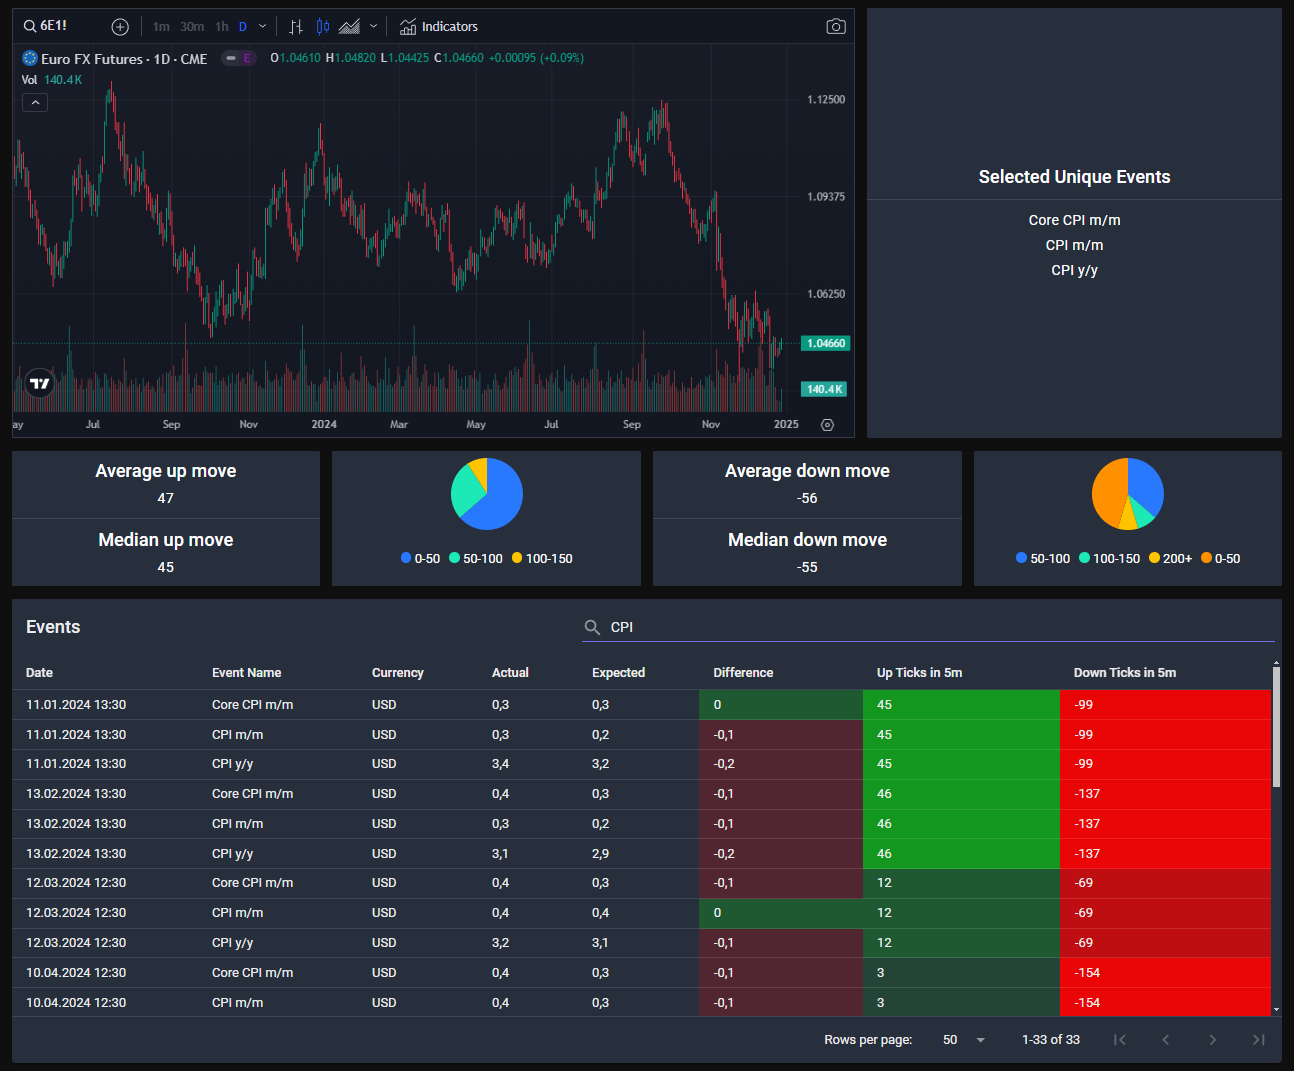 6E1! 1m 30m 1h D Indicators
Euro FX Futures · 1D · CME E O1.04610 H1.04820 L1.04425 C1.04660 +0.00095 (+0.09%)
Vol 140.4K
1.12500
1.09375
1.06250
1.04660
140.4K
ay Jul Sep Nov 2024 Mar May Jul Sep Nov 2025
Selected Unique Events
Core CPI m/m
CPI m/m
CPI y/y
Average up move
47
Median up move
45
0-50 50-100 100-150
Average down move
-56
Median down move
-55
50-100 100-150 200+ 0-50
Events CPI
Date Event Name Currency Actual Expected Difference Up Ticks in 5m Down Ticks in 5m
11.01.2024 13:30 Core CPI m/m USD 0,3 0,3 0 45 -99
11.01.2024 13:30 CPI m/m USD 0,3 0,2 -0,1 45 -99
11.01.2024 13:30 CPI y/y USD 3,4 3,2 -0,2 45 -99
13.02.2024 13:30 Core CPI m/m USD 0,4 0,3 -0,1 46 -137
13.02.2024 13:30 CPI m/m USD 0,3 0,2 -0,1 46 -137
13.02.2024 13:30 CPI y/y USD 3,1 2,9 -0,2 46 -137
12.03.2024 12:30 Core CPI m/m USD 0,4 0,3 -0,1 12 -69
12.03.2024 12:30 CPI m/m USD 0,4 0,4 0 12 -69
12.03.2024 12:30 CPI y/y USD 3,2 3,1 -0,1 12 -69
10.04.2024 12:30 Core CPI m/m USD 0,4 0,3 -0,1 3 -154
10.04.2024 12:30 CPI m/m USD 0,4 0,3 -0,1 3 -154
Rows per page: 50 1-33 of 33